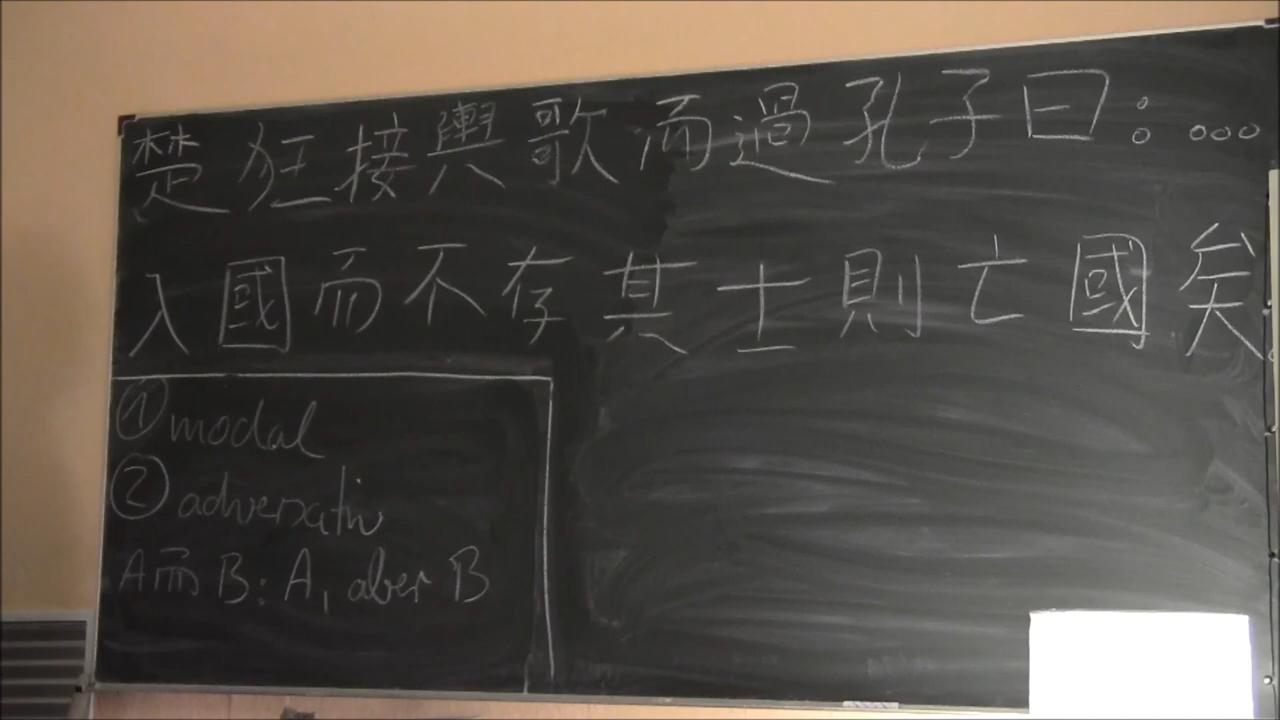 楚狂接輿歌而過孔子曰：...
入國而不存其士則亡國矣
① modal
② adversativ
A而B: A, aber B